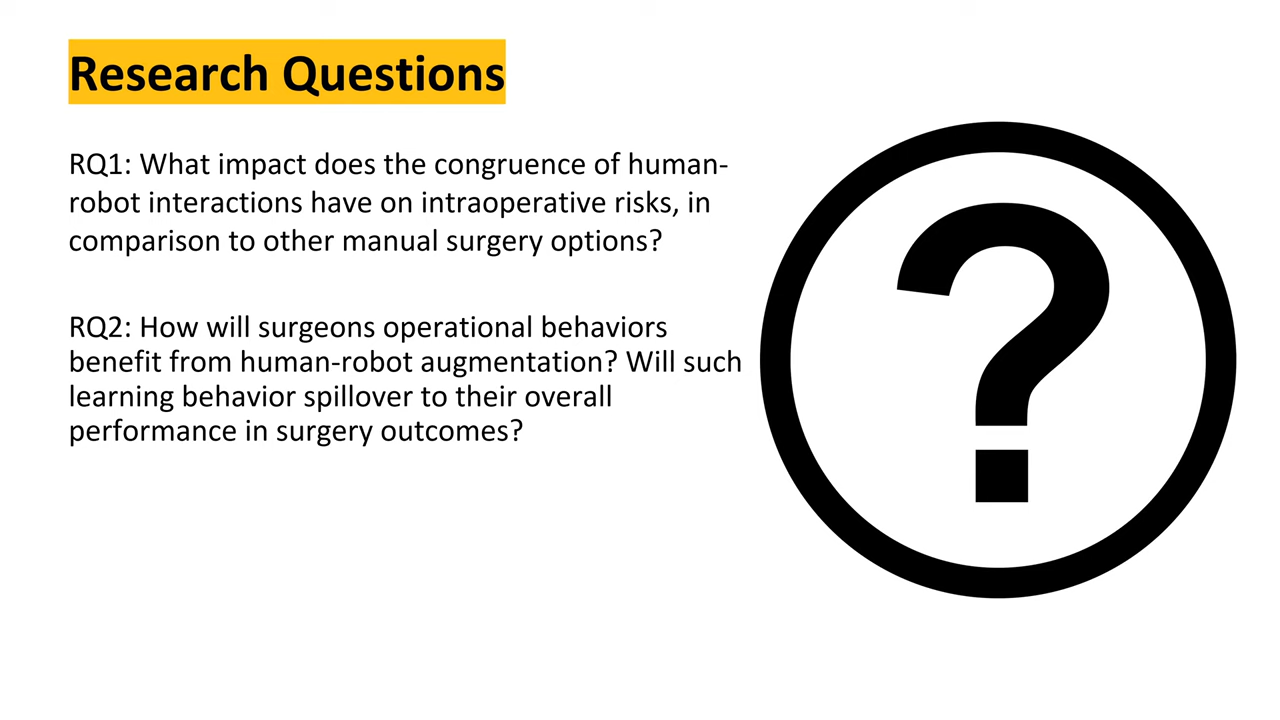 Research Questions
RQ1: What impact does the congruence of human-
robot interactions have on intraoperative risks, in
comparison to other manual surgery options?
RQ2: How will surgeons operational behaviors
benefit from human-robot augmentation? Will such
learning behavior spillover to their overall
performance in surgery outcomes?
?